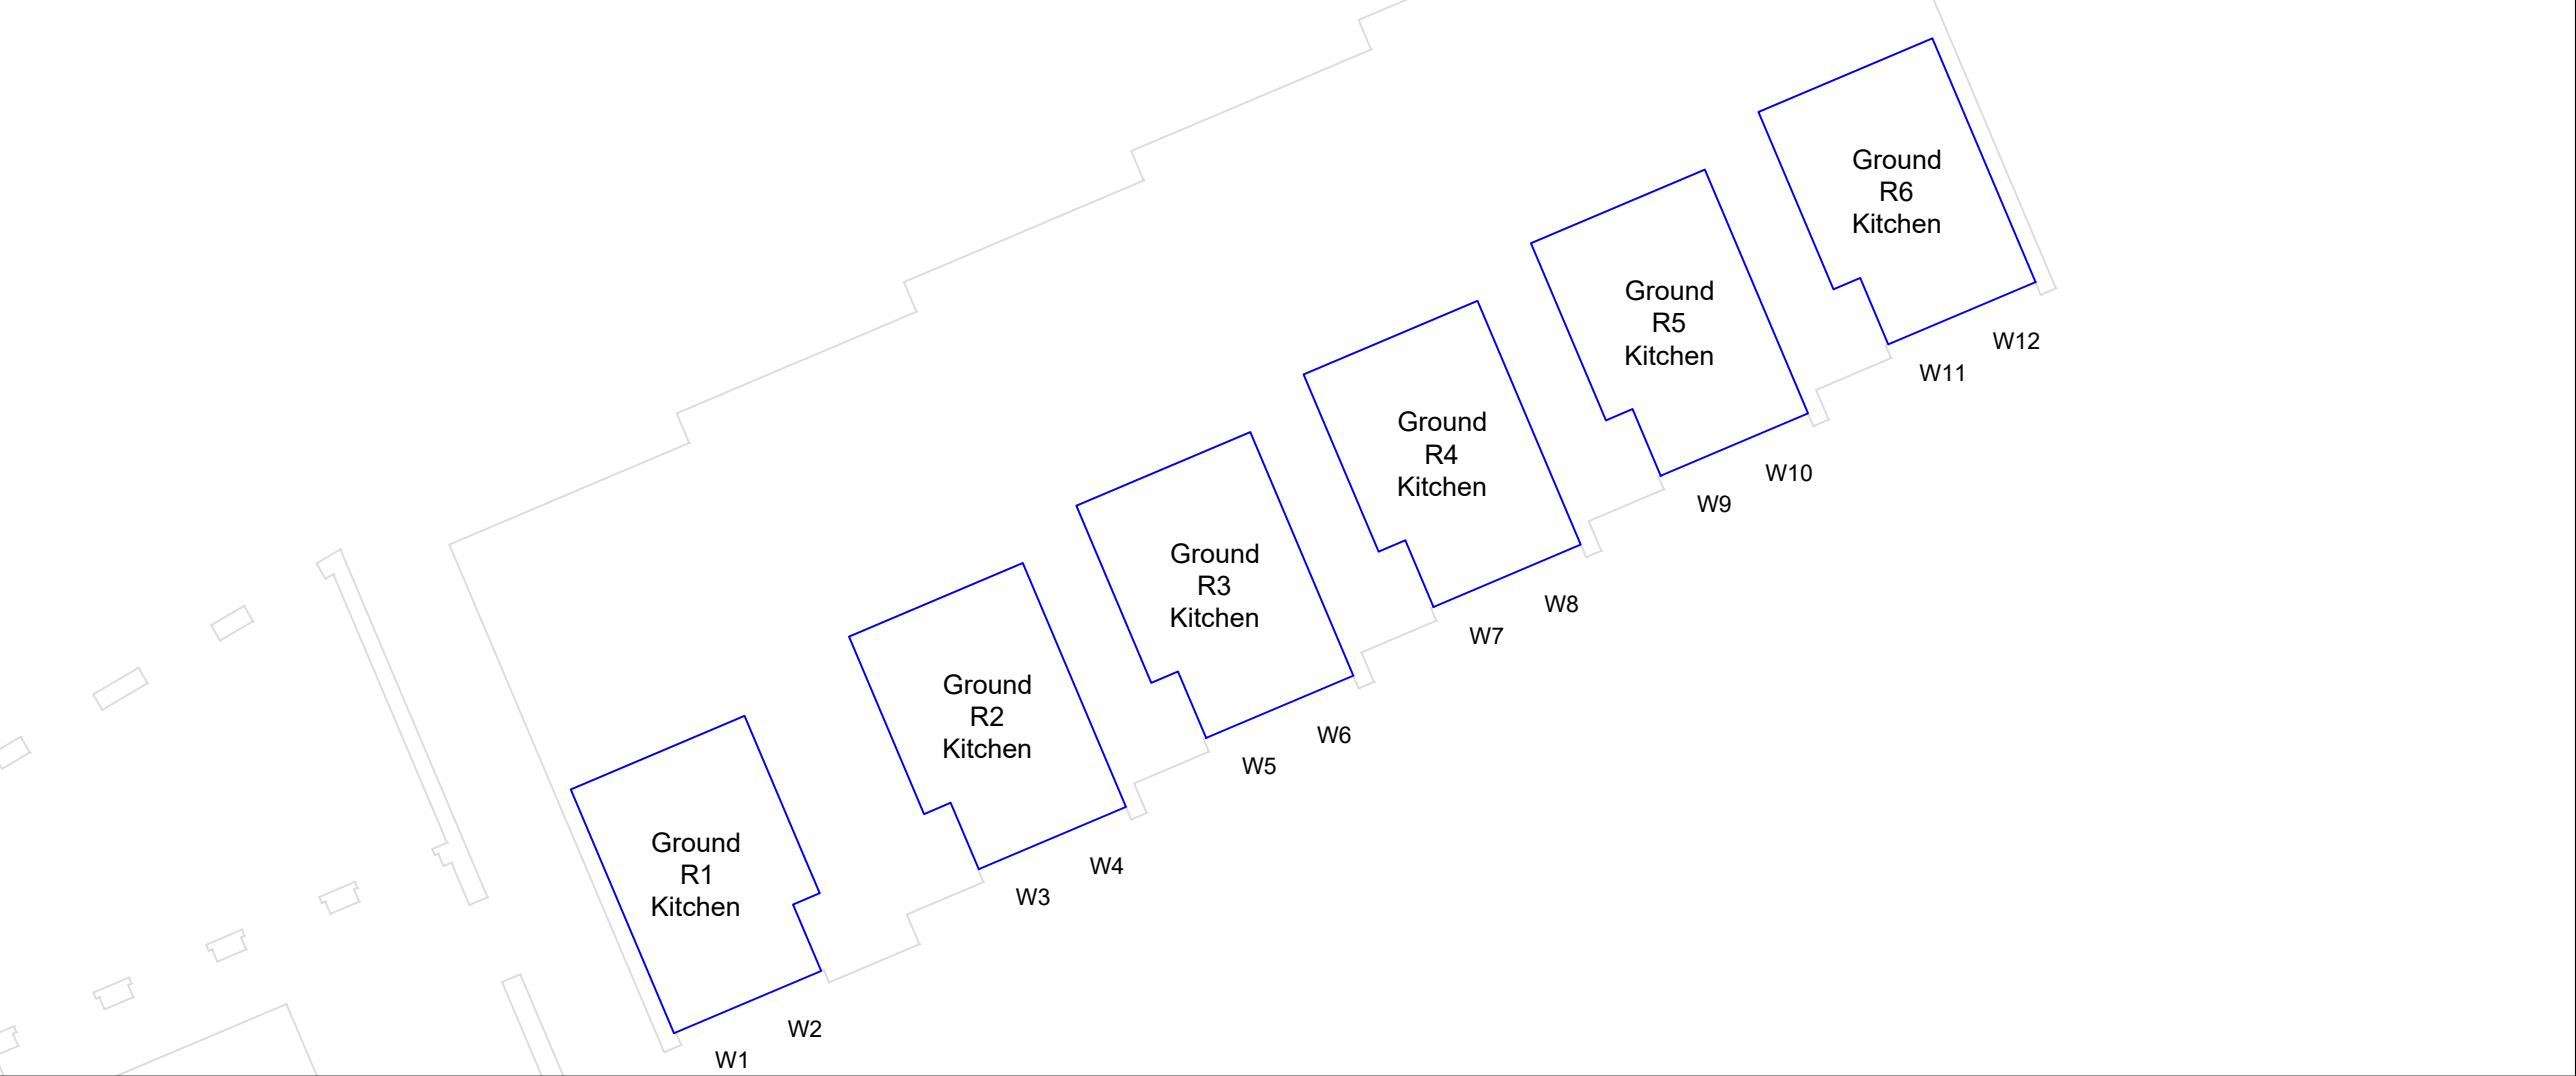 Ground
R1
Kitchen
W1
W2
Ground
R2
Kitchen
W3
W4
Ground
R3
Kitchen
W5
W6
Ground
R4
Kitchen
W7
W8
Ground
R5
Kitchen
W9
W10
Ground
R6
Kitchen
W11
W12